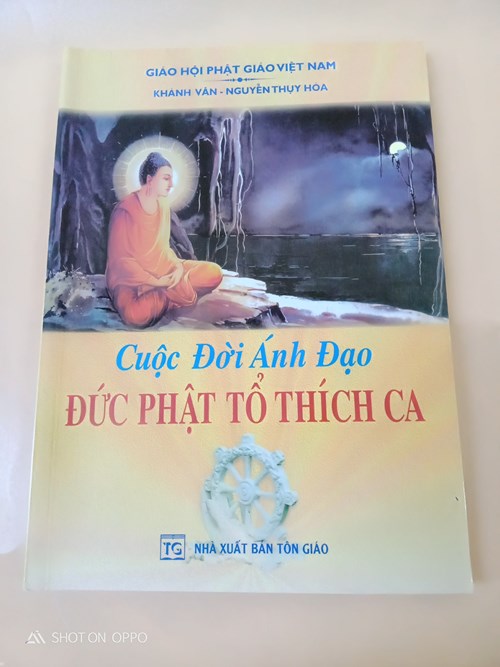 GIÁO HỘI PHẬT GIÁO VIỆT NAM
KHÁNH VÂN - NGUYỄN THỤY HÒA
Cuộc Đời Ánh Đạo
ĐỨC PHẬT TỔ THÍCH CA
TG NHÀ XUẤT BẢN TÔN GIÁO
SHOT ON OPPO